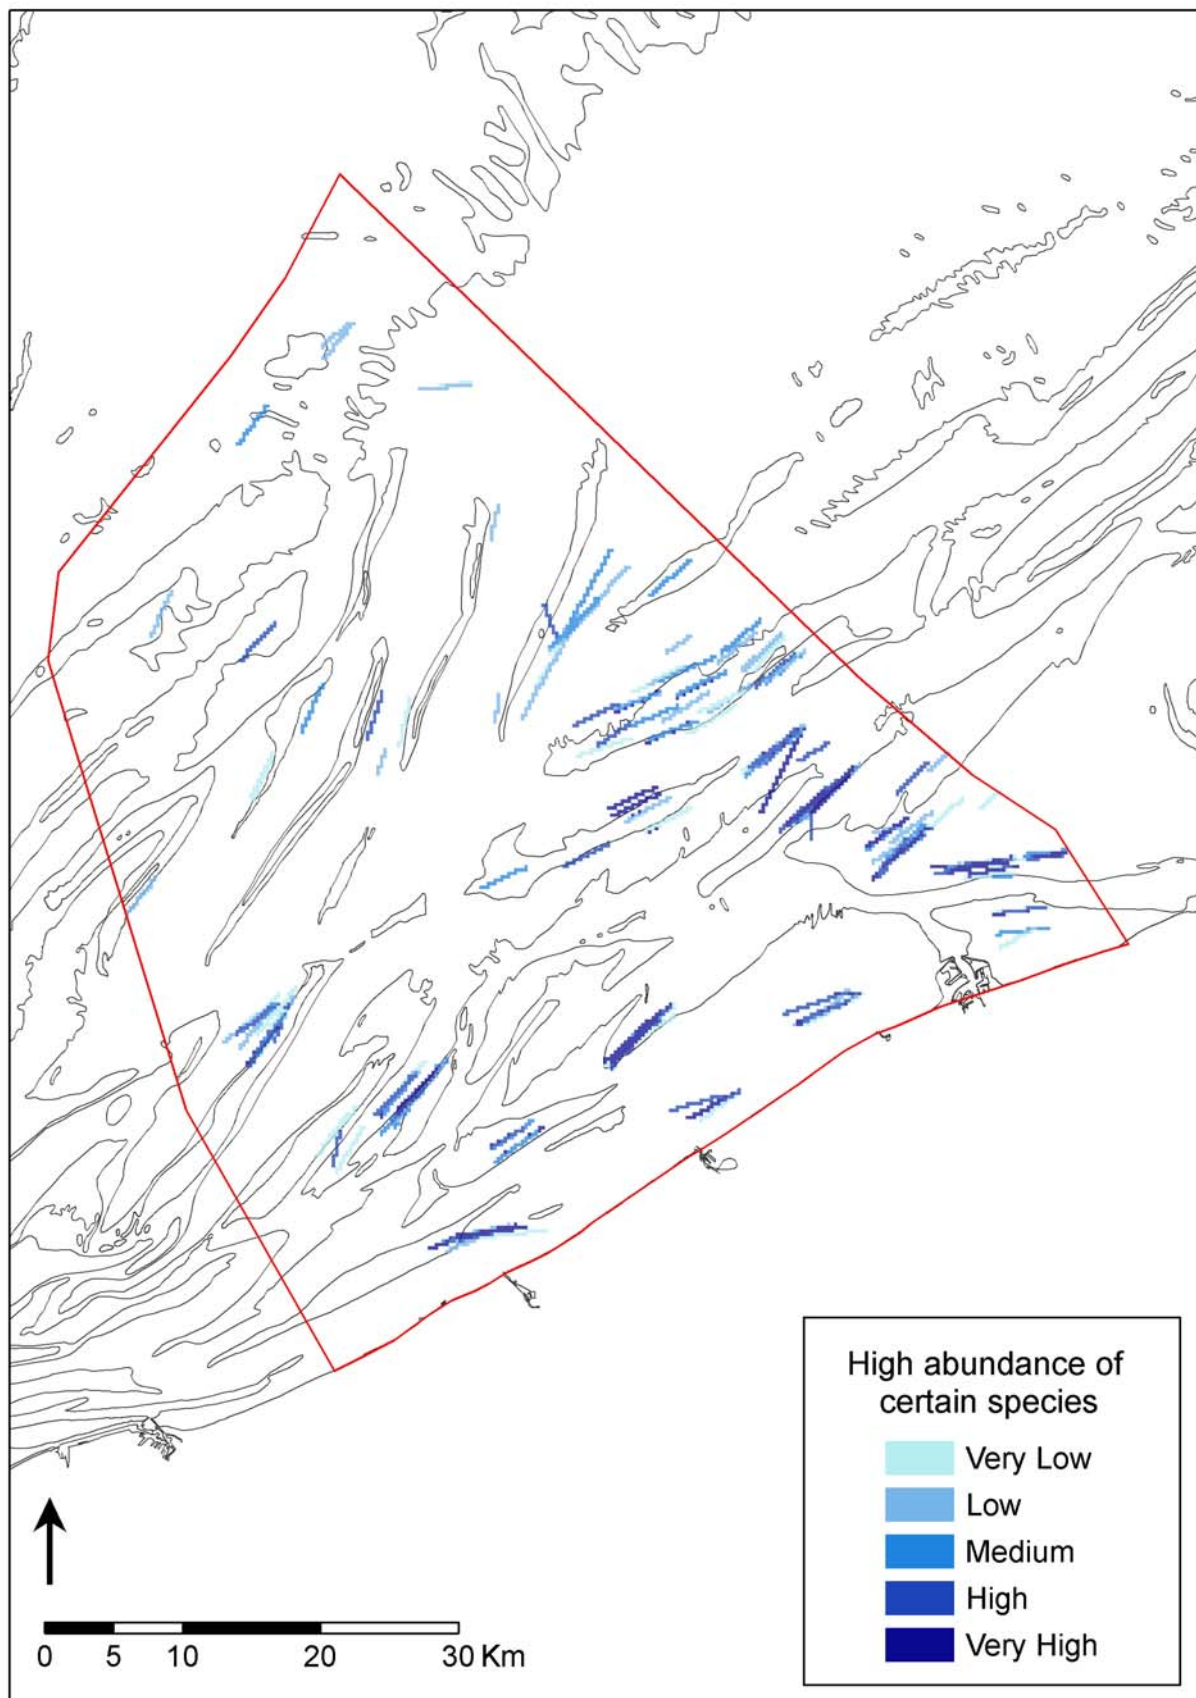 High abundance of
certain species
Very Low
Low
Medium
High
Very High
0 5 10 20 30 Km